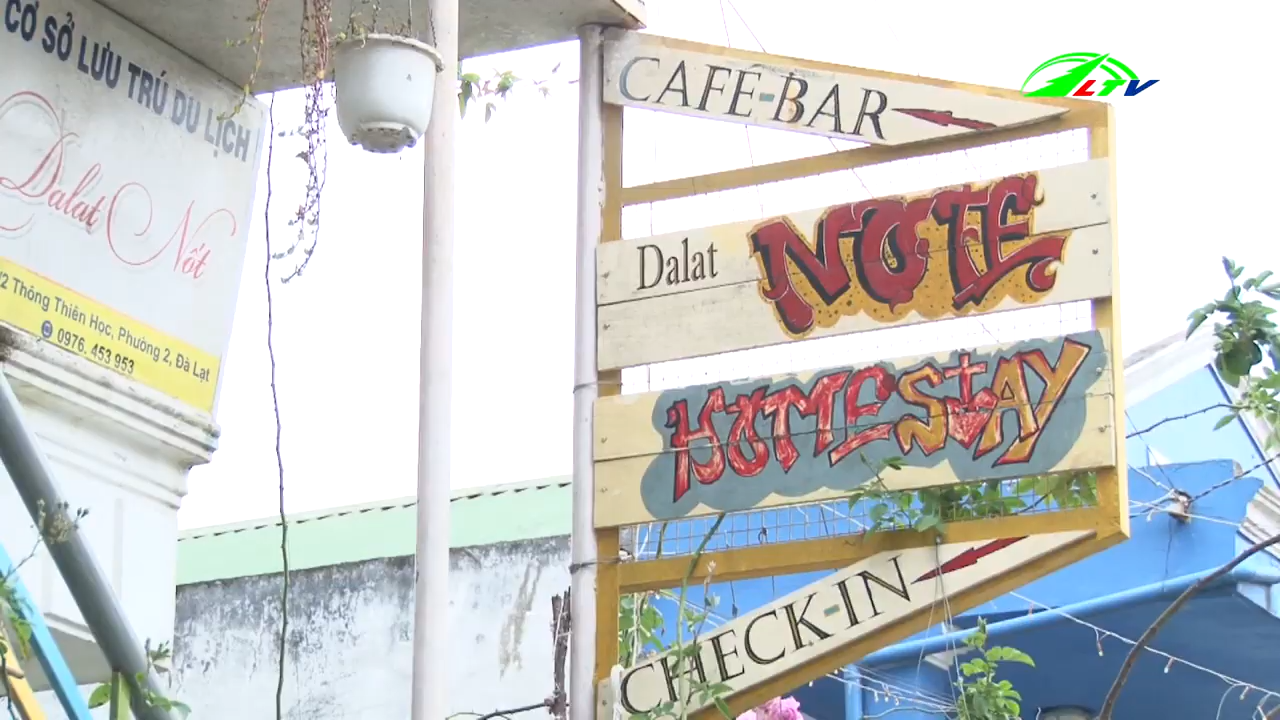 CƠ SỞ LƯU TRÚ DU LỊCH
Dalat Nốt
/2 Thông Thiên Học, Phường 2, Đà Lạt
0976. 453 953
CAFE-BAR
Dalat NOTE
HOMESTAY
CHECK-IN
LTV